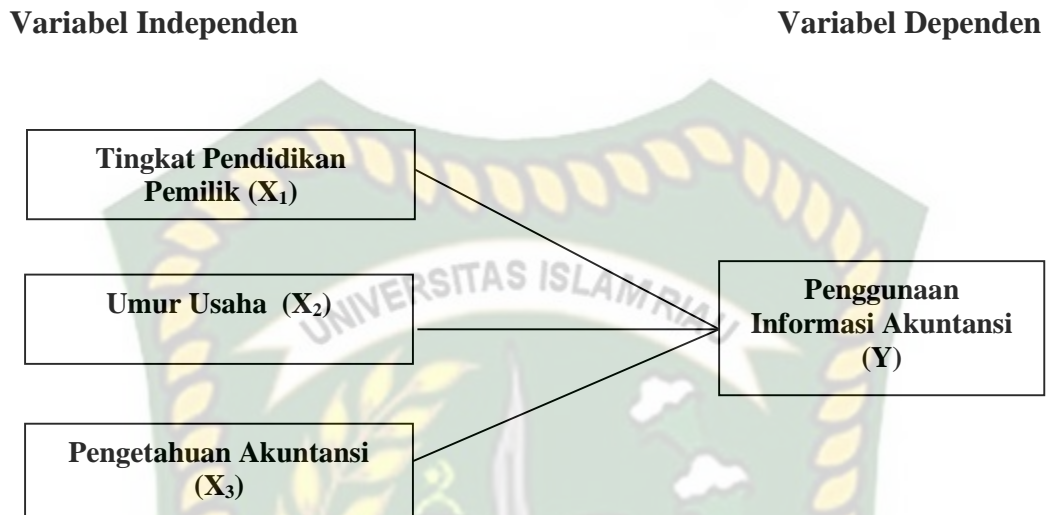 Variabel Independen
Variabel Dependen
Tingkat Pendidikan
Pemilik (X₁)
Umur Usaha (X₂)
Pengetahuan Akuntansi
(X₃)
Penggunaan
Informasi Akuntansi
(Y)
UNIVERSITAS ISLAM RIAU